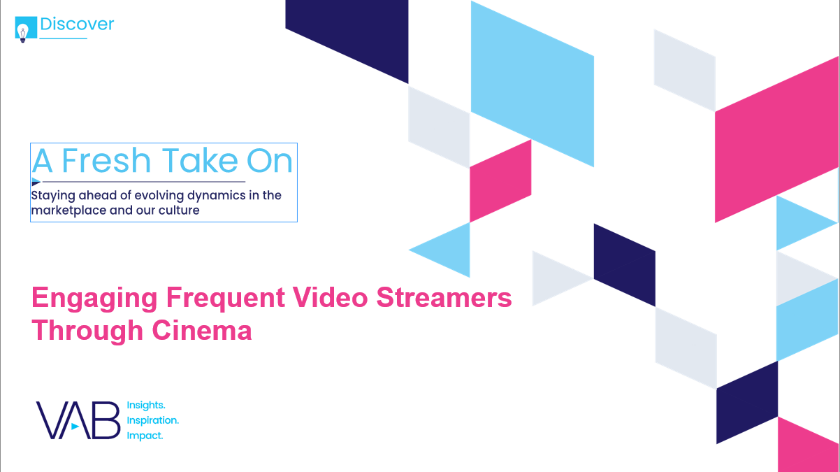 Discover
A Fresh Take On
Staying ahead of evolving dynamics in the
marketplace and our culture
Engaging Frequent Video Streamers
Through Cinema
VAB
Insights.
Inspiration.
Impact.